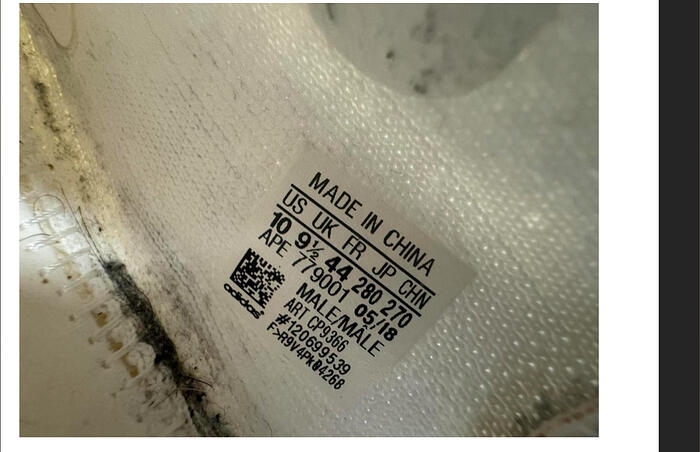 MADE IN CHINA
US UK FR JP CHN
10 9½ 44 280 270
APE 779001 05/18
MALE/MALE
ART CP9366
#120699539
adidas